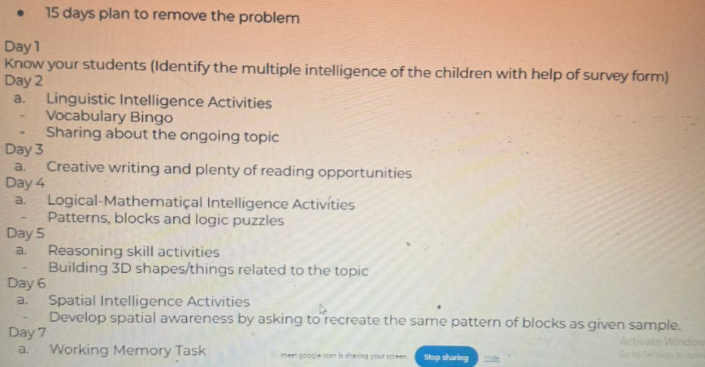 • 15 days plan to remove the problem
Day 1
Know your students (Identify the multiple intelligence of the children with help of survey form)
Day 2
a. Linguistic Intelligence Activities
- Vocabulary Bingo
- Sharing about the ongoing topic
Day 3
a. Creative writing and plenty of reading opportunities
Day 4
a. Logical-Mathematical Intelligence Activities
- Patterns, blocks and logic puzzles
Day 5
a. Reasoning skill activities
- Building 3D shapes/things related to the topic
Day 6
a. Spatial Intelligence Activities
- Develop spatial awareness by asking to recreate the same pattern of blocks as given sample.
Day 7
a. Working Memory Task
meet.google.com is sharing your screen. Stop sharing Hide
Activate Window
Go to Settings to